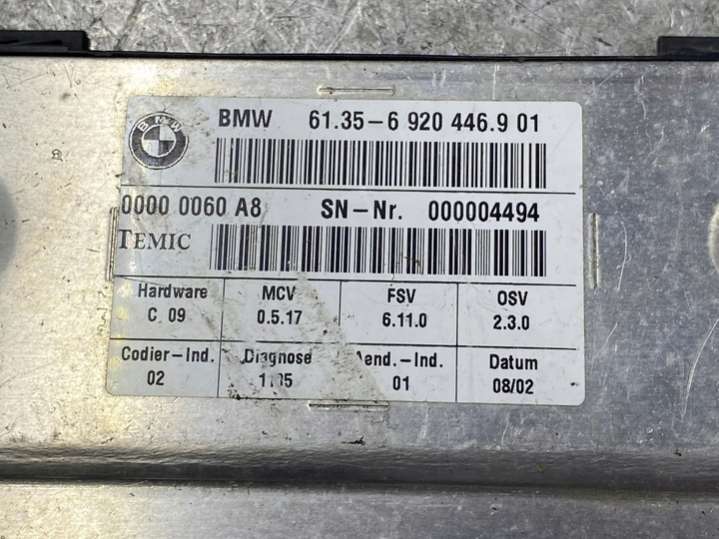 BMW
BMW 61.35-6 920 446.9 01
0000 0060 A8 SN-Nr. 000004494
TEMIC
Hardware MCV FSV OSV
C 09 0.5.17 6.11.0 2.3.0
Codier-Ind. Diagnose Aend.-Ind. Datum
02 01 08/02